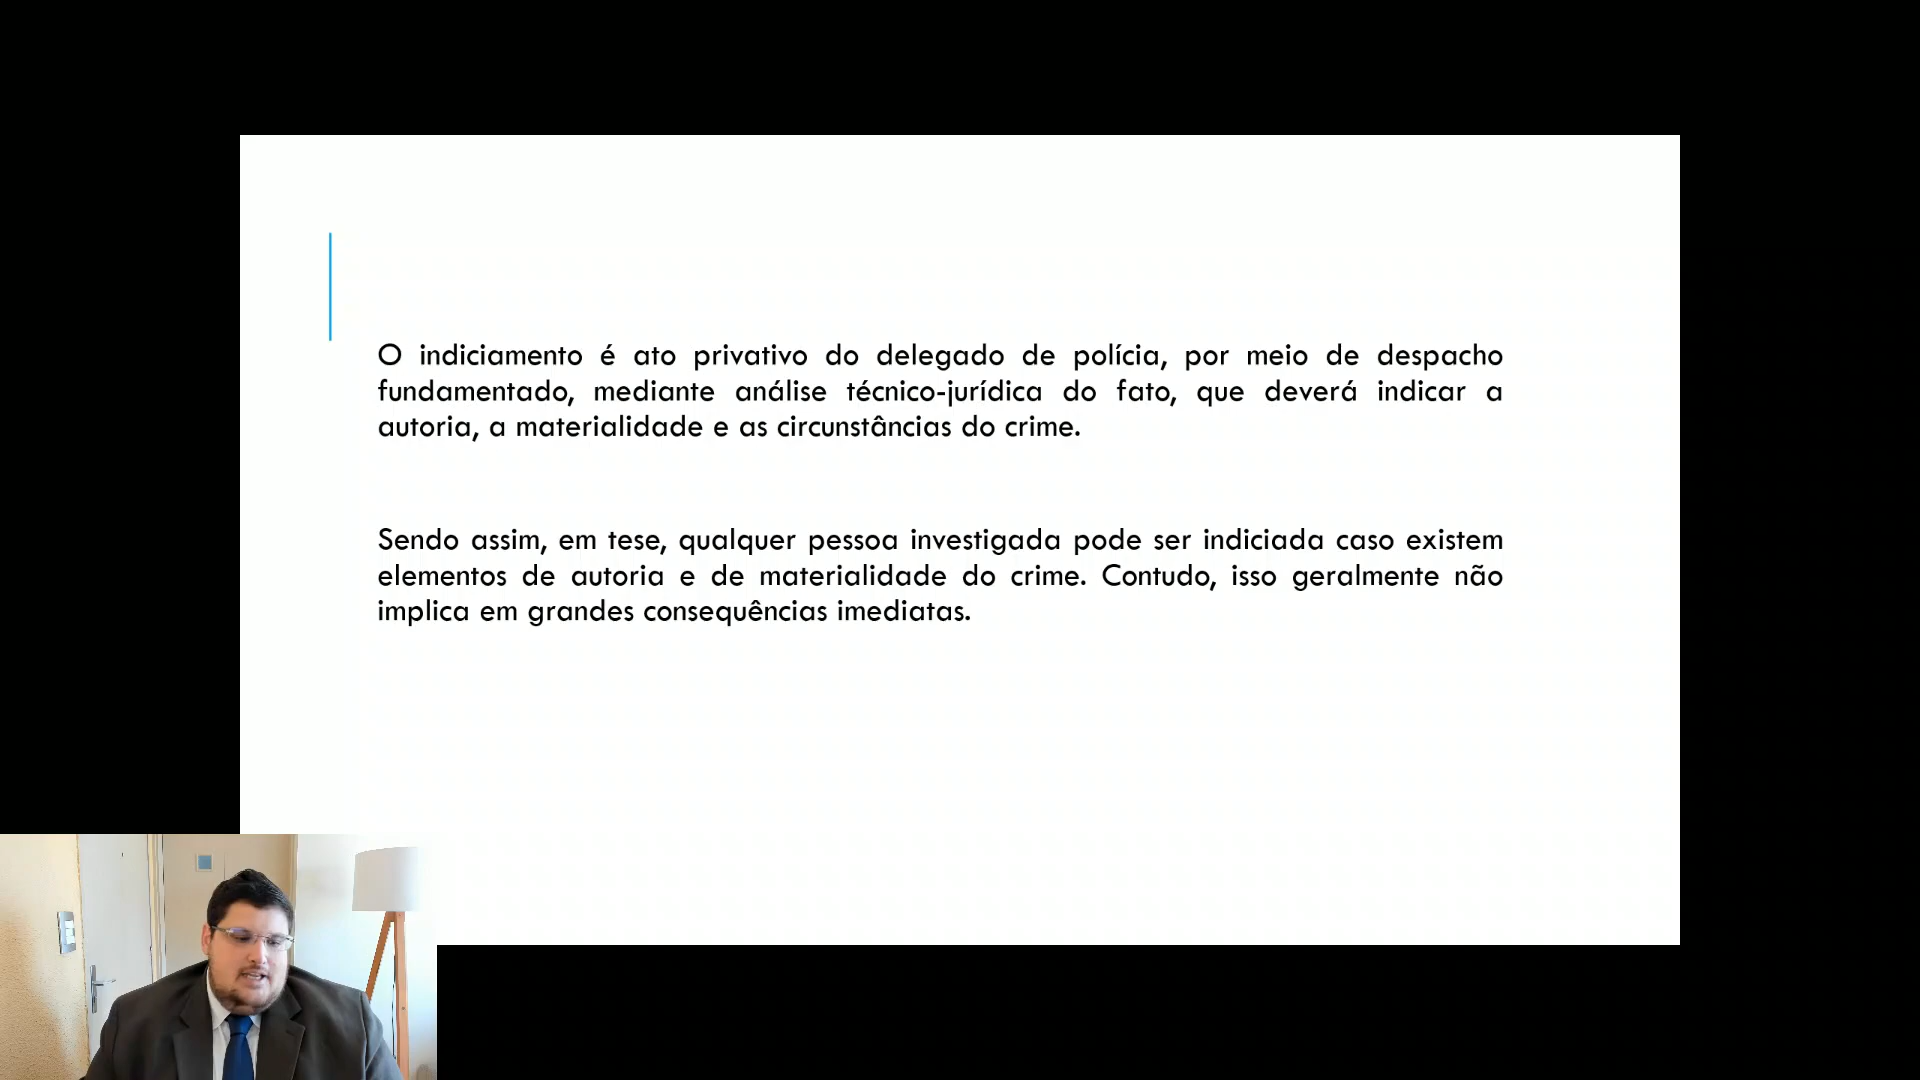 O indiciamento é ato privativo do delegado de polícia, por meio de despacho
fundamentado, mediante análise técnico-jurídica do fato, que deverá indicar a
autoria, a materialidade e as circunstâncias do crime.
Sendo assim, em tese, qualquer pessoa investigada pode ser indiciada caso existem
elementos de autoria e de materialidade do crime. Contudo, isso geralmente não
implica em grandes consequências imediatas.